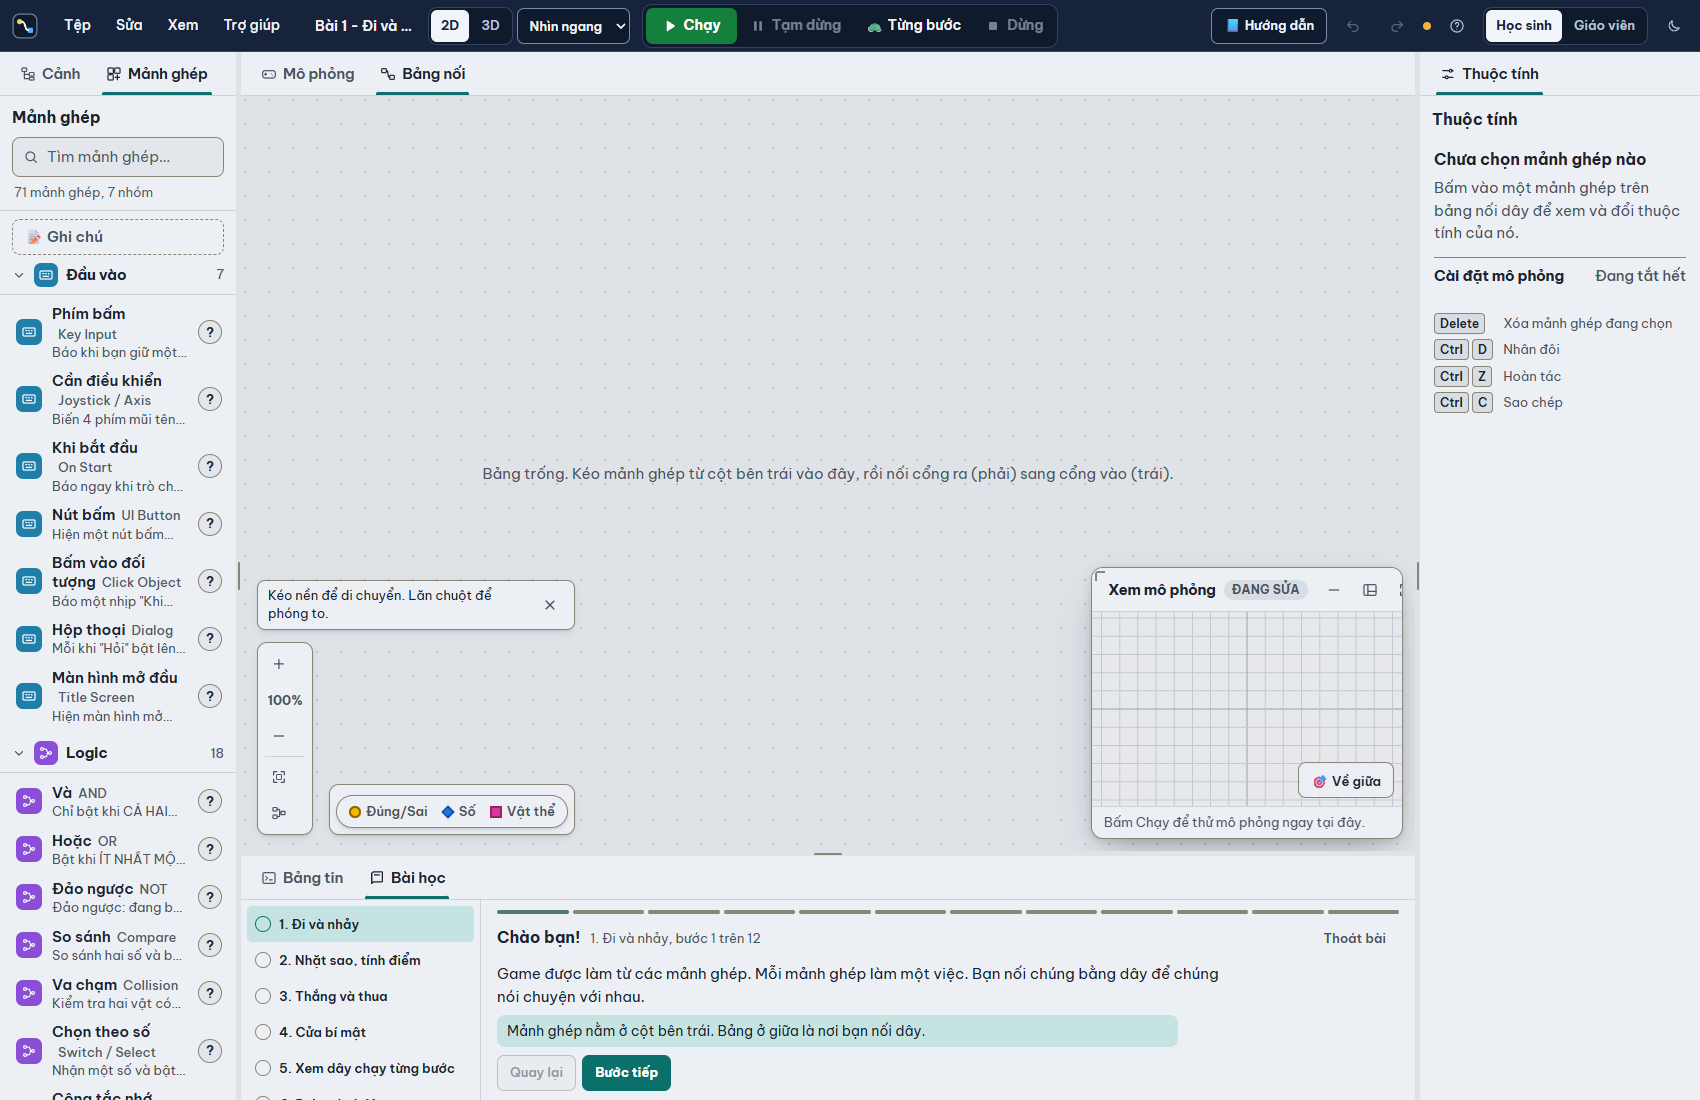 Tệp Sửa Xem Trợ giúp Bài 1 - Đi và ... 2D 3D Nhìn ngang Chạy Tạm dừng Từng bước Dừng Hướng dẫn Học sinh Giáo viên
Cảnh Mảnh ghép
Mảnh ghép
Tìm mảnh ghép...
71 mảnh ghép, 7 nhóm
Ghi chú
Đầu vào 7
Phím bấm
Key Input
Báo khi bạn giữ một...
?
Cần điều khiển
Joystick / Axis
Biến 4 phím mũi tên...
?
Khi bắt đầu
On Start
Báo ngay khi trò ch...
?
Nút bấm UI Button
Hiện một nút bấm...
?
Bấm vào đối
tượng Click Object
Báo một nhịp "Khi...
?
Hộp thoại Dialog
Mỗi khi "Hỏi" bật lên...
?
Màn hình mở đầu
Title Screen
Hiện màn hình mở...
?
Logic 18
Và AND
Chỉ bật khi CẢ HAI...
?
Hoặc OR
Bật khi ÍT NHẤT MỘ...
?
Đảo ngược NOT
Đảo ngược: đang b...
?
So sánh Compare
So sánh hai số và b...
?
Va chạm Collision
Kiểm tra hai vật có...
?
Chọn theo số
Switch / Select
Nhận một số và bật...
?
Công tắc nhớ
Mô phỏng Bảng nối
Bảng trống. Kéo mảnh ghép từ cột bên trái vào đây, rồi nối cổng ra (phải) sang cổng vào (trái).
Kéo nền để di chuyển. Lăn chuột để
phóng to.
100%
Đúng/Sai Số Vật thể
Xem mô phỏng ĐANG SỬA
Về giữa
Bấm Chạy để thử mô phỏng ngay tại đây.
Bảng tin Bài học
1. Đi và nhảy
2. Nhặt sao, tính điểm
3. Thắng và thua
4. Cửa bí mật
5. Xem dây chạy từng bước
Chào bạn! 1. Đi và nhảy, bước 1 trên 12 Thoát bài
Game được làm từ các mảnh ghép. Mỗi mảnh ghép làm một việc. Bạn nối chúng bằng dây để chúng
nói chuyện với nhau.
Mảnh ghép nằm ở cột bên trái. Bảng ở giữa là nơi bạn nối dây.
Quay lại Bước tiếp
Thuộc tính
Thuộc tính
Chưa chọn mảnh ghép nào
Bấm vào một mảnh ghép trên
bảng nối dây để xem và đổi thuộc
tính của nó.
Cài đặt mô phỏng Đang tắt hết
Delete Xóa mảnh ghép đang chọn
Ctrl D Nhân đôi
Ctrl Z Hoàn tác
Ctrl C Sao chép